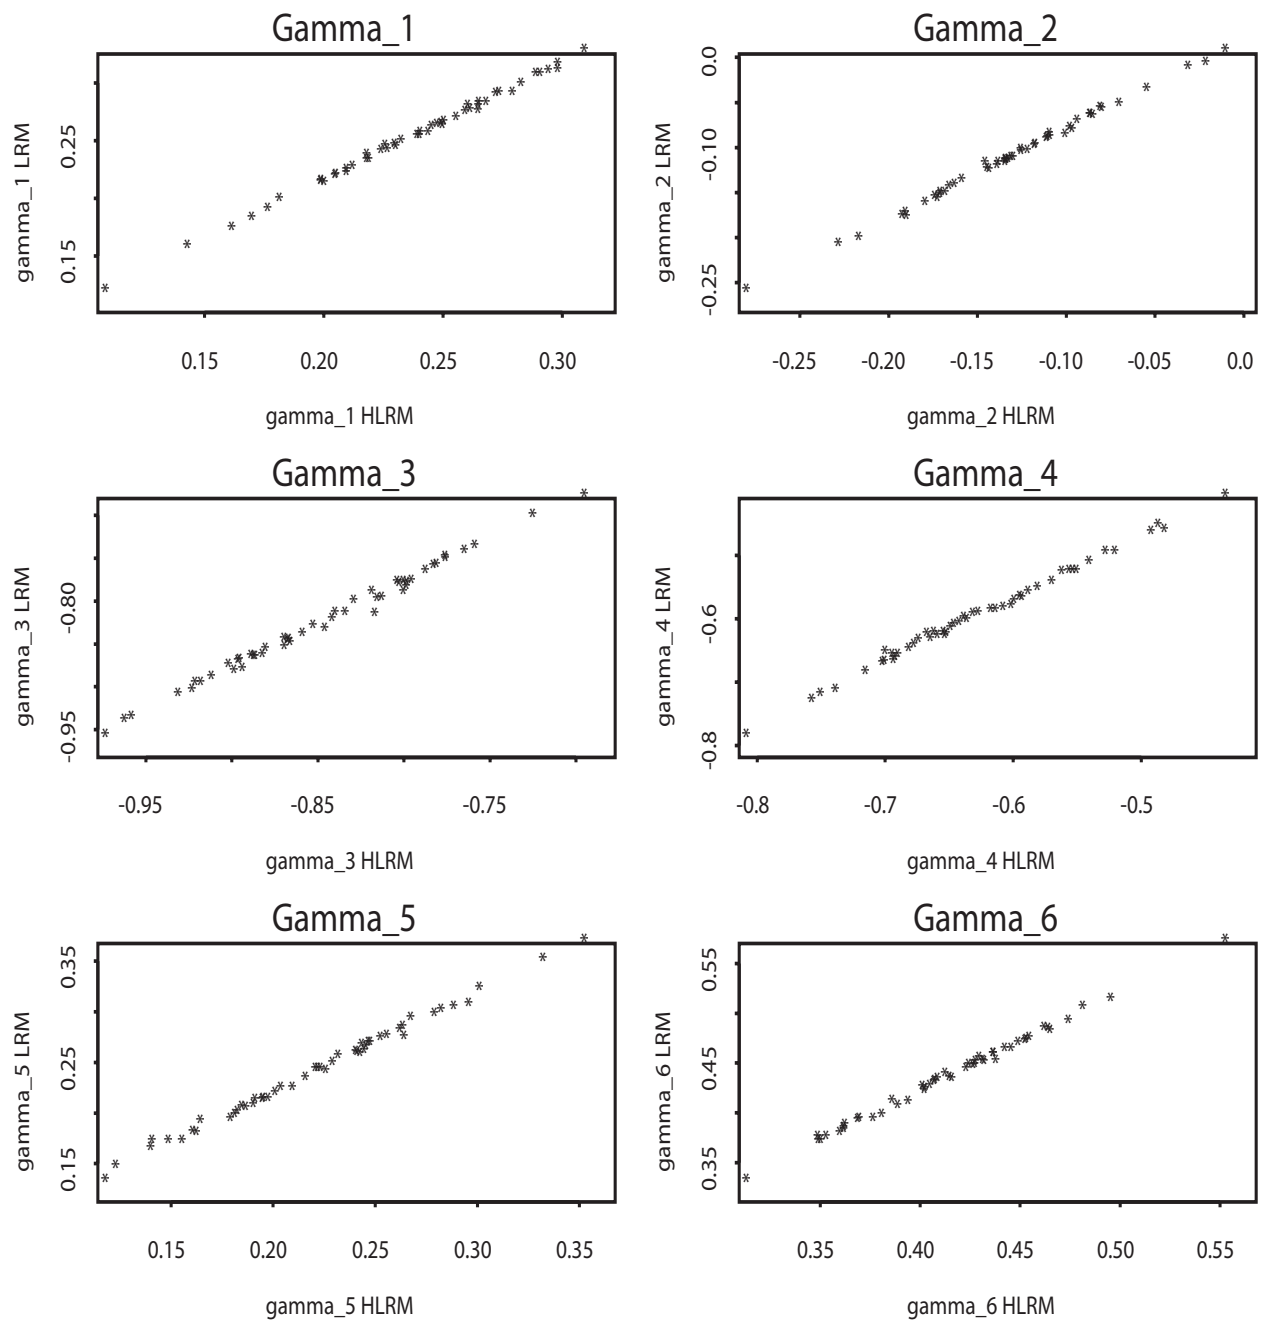 Gamma_1
gamma_1 LRM
0.25
0.15
0.15 0.20 0.25 0.30
gamma_1 HLRM
Gamma_2
gamma_2 LRM
0.0
-0.10
-0.25
-0.25 -0.20 -0.15 -0.10 -0.05 0.0
gamma_2 HLRM
Gamma_3
gamma_3 LRM
-0.80
-0.95
-0.95 -0.85 -0.75
gamma_3 HLRM
Gamma_4
gamma_4 LRM
-0.6
-0.8
-0.8 -0.7 -0.6 -0.5
gamma_4 HLRM
Gamma_5
gamma_5 LRM
0.35
0.25
0.15
0.15 0.20 0.25 0.30 0.35
gamma_5 HLRM
Gamma_6
gamma_6 LRM
0.55
0.45
0.35
0.35 0.40 0.45 0.50 0.55
gamma_6 HLRM